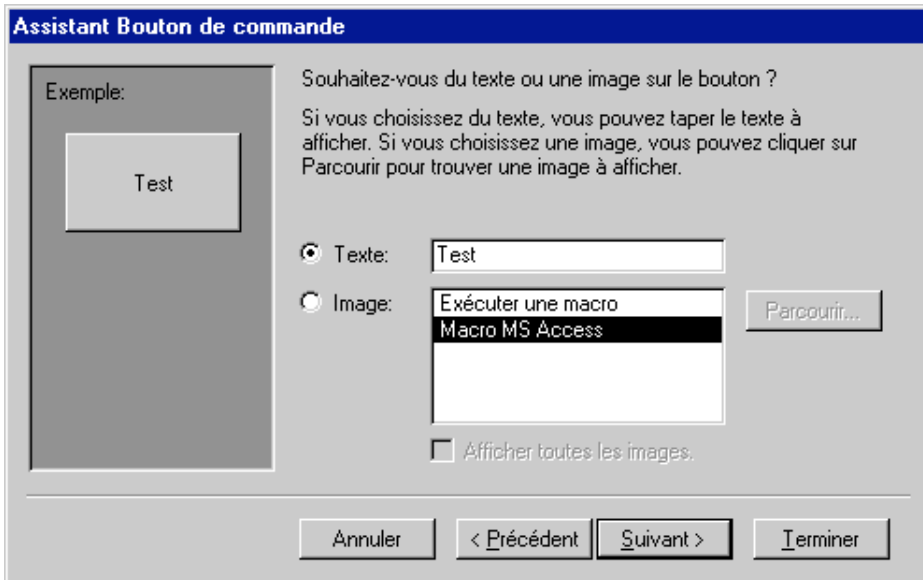 Assistant Bouton de commande
Exemple:
Test
Souhaitez-vous du texte ou une image sur le bouton ?
Si vous choisissez du texte, vous pouvez taper le texte à
afficher. Si vous choisissez une image, vous pouvez cliquer sur
Parcourir pour trouver une image à afficher.
Texte: Test
Image: Exécuter une macro
Macro MS Access
Parcourir...
Afficher toutes les images.
Annuler < Précédent Suivant > Terminer